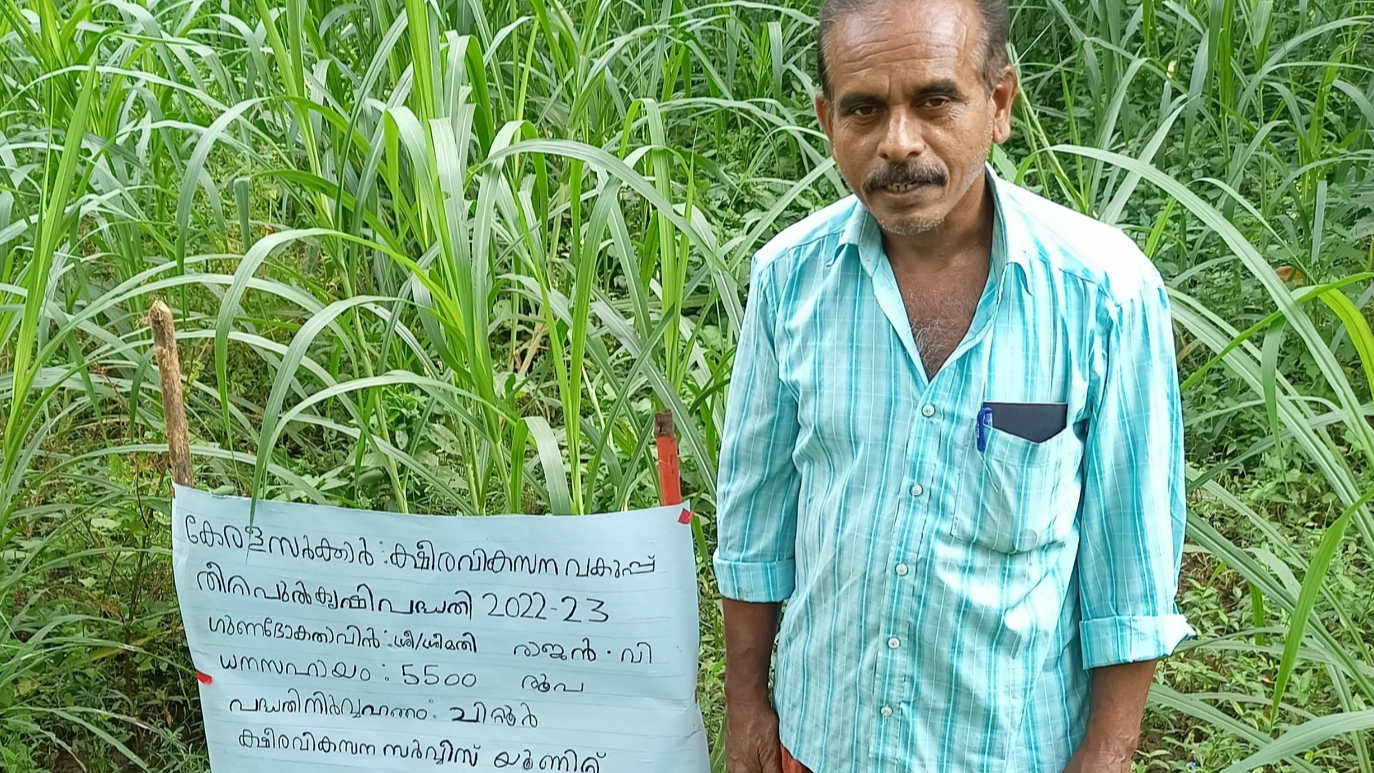 കേരളസർക്കാർ : ക്ഷീരവികസന വകുപ്പ്
തീറ്റപുൽകൃഷി പദ്ധതി 2022-23
ഗുണഭോക്താവിൻ : ശ്രീ/ശ്രീമതി രാജൻ . വി
ധനസഹായം : 5500 രൂപ
പദ്ധതിനിർവ്വഹണം : ചിറ്റൂർ
ക്ഷീരവികസന സർവ്വീസ് യൂണിറ്റ്